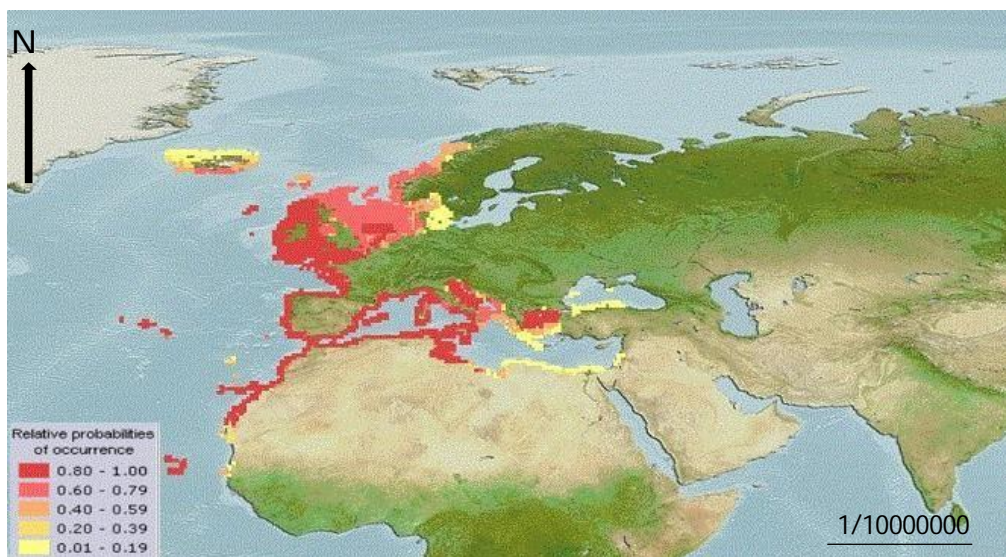 N
Relative probabilities
of occurrence
0.80 - 1.00
0.60 - 0.79
0.40 - 0.59
0.20 - 0.39
0.01 - 0.19
1/10000000